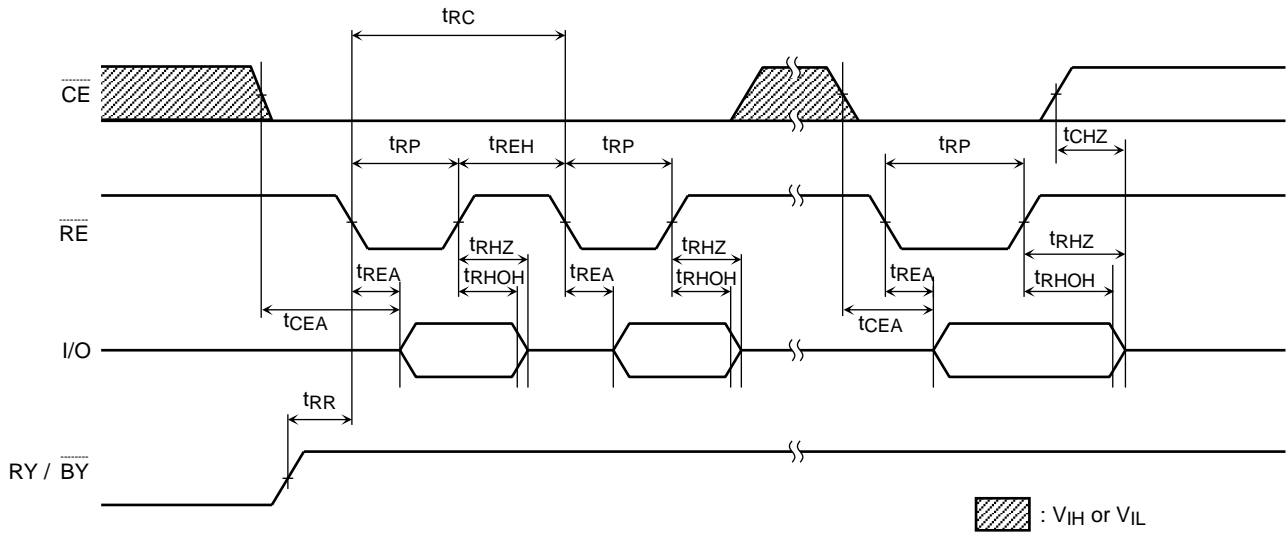 tRC
CE
tCHZ
tRP tREH tRP tRP
RE
tRHZ tRHZ tRHZ
tREA tRHOH tREA tRHOH tREA tRHOH
tCEA tCEA
I/O
tRR
RY / BY
: VIH or VIL